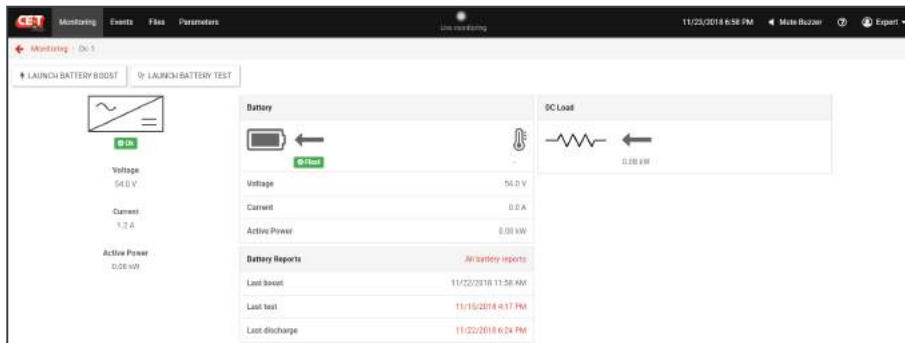 CE+T Monitoring Events Files Parameters Live monitoring 11/23/2018 6:58 PM Mute Buzzer Expert
Monitoring / Dc 1
LAUNCH BATTERY BOOST LAUNCH BATTERY TEST
Ok
Voltage
54.0 V
Current
1.2 A
Active Power
0.08 kW
Battery
Float
-
Voltage 54.0 V
Current 0.0 A
Active Power 0.00 kW
Battery Reports All battery reports
Last boost 11/22/2018 11:58 AM
Last test 11/15/2018 4:17 PM
Last discharge 11/22/2018 6:24 PM
DC Load
0.08 kW